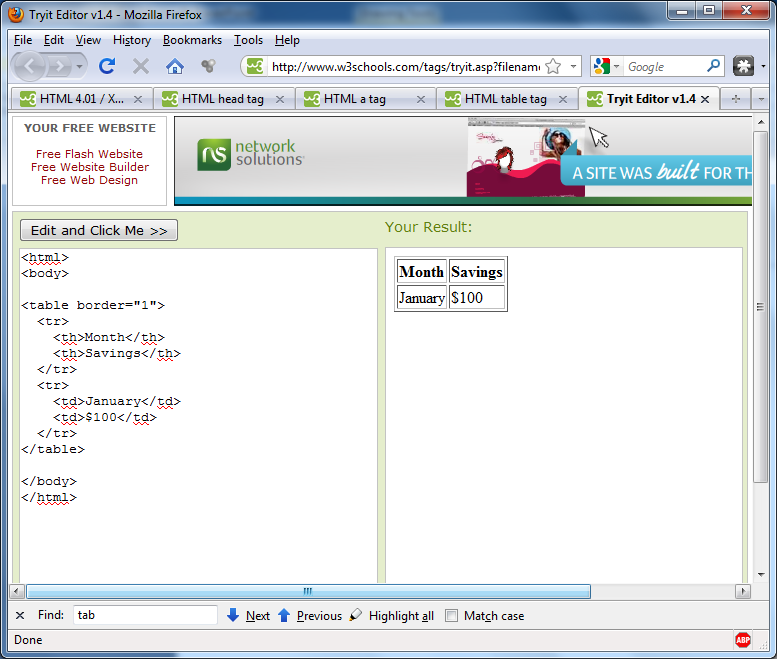 Tryit Editor v1.4 - Mozilla Firefox
File Edit View History Bookmarks Tools Help
http://www.w3schools.com/tags/tryit.asp?filename Google
HTML 4.01 / X... HTML head tag HTML a tag HTML table tag Tryit Editor v1.4
YOUR FREE WEBSITE
Free Flash Website
Free Website Builder
Free Web Design
ns network
solutions
A SITE WAS built FOR TH
Edit and Click Me >>
Your Result:
<html>
<body>
<table border="1">
<tr>
<th>Month</th>
<th>Savings</th>
</tr>
<tr>
<td>January</td>
<td>$100</td>
</tr>
</table>
</body>
</html>
Month Savings
January $100
Find: tab Next Previous Highlight all Match case
Done
ABP